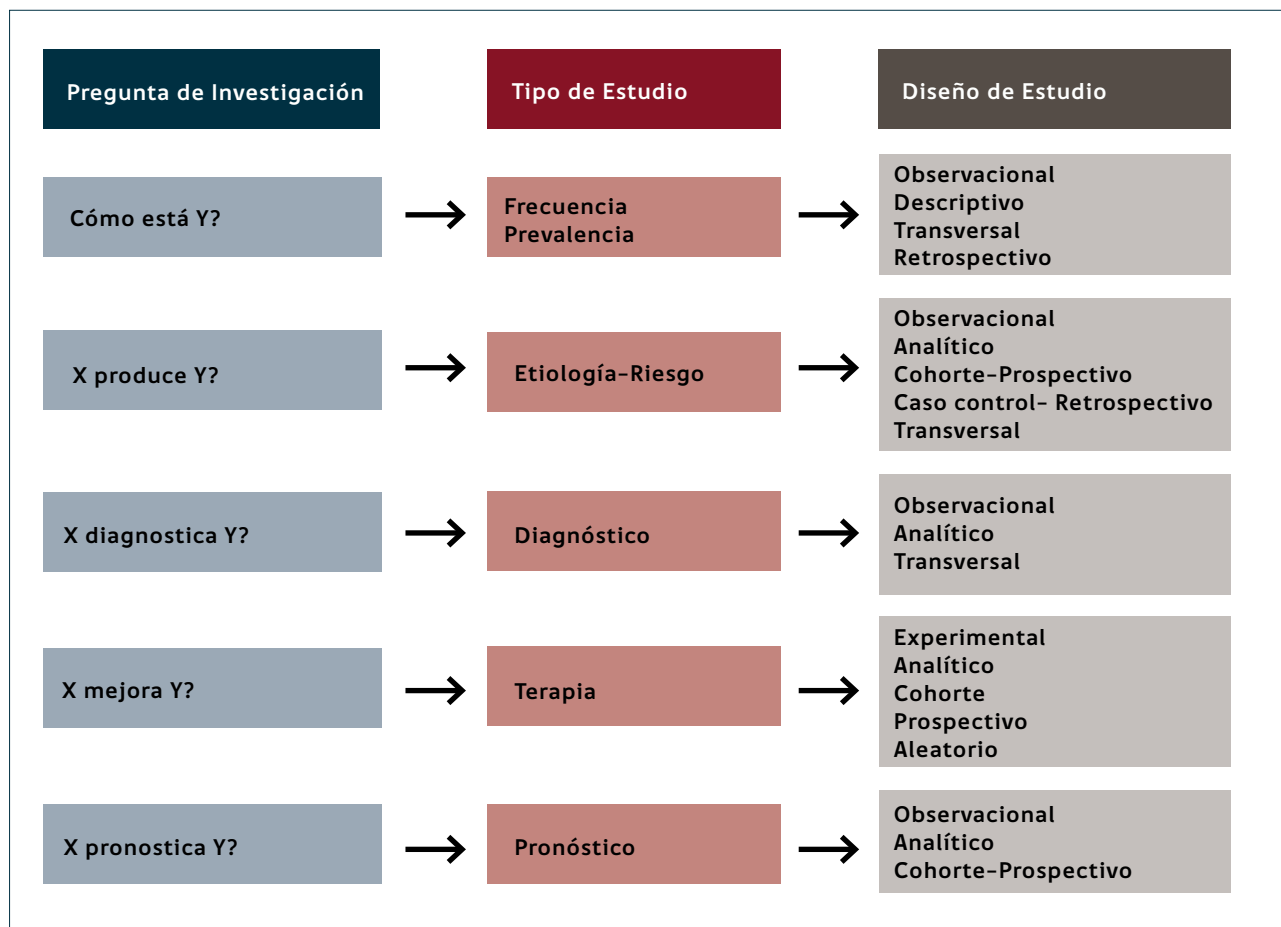 Pregunta de Investigación
Tipo de Estudio
Diseño de Estudio
Cómo está Y?
Frecuencia
Prevalencia
Observacional
Descriptivo
Transversal
Retrospectivo
X produce Y?
Etiología–Riesgo
Observacional
Analítico
Cohorte–Prospectivo
Caso control– Retrospectivo
Transversal
X diagnostica Y?
Diagnóstico
Observacional
Analítico
Transversal
X mejora Y?
Terapia
Experimental
Analítico
Cohorte
Prospectivo
Aleatorio
X pronostica Y?
Pronóstico
Observacional
Analítico
Cohorte–Prospectivo